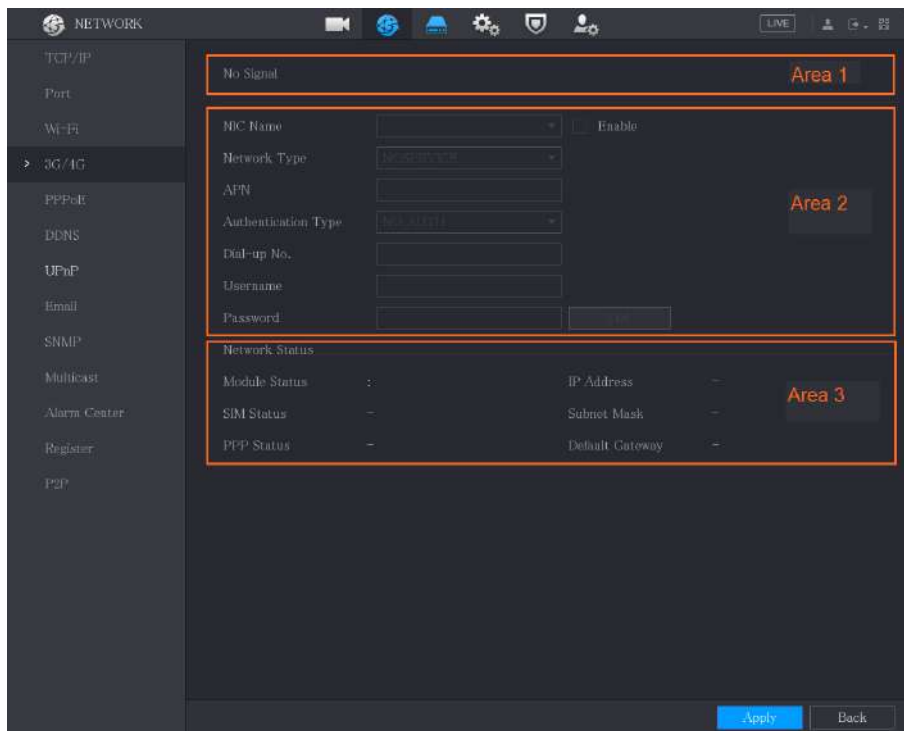 NETWORK
LIVE
TCP/IP
Port
Wi-Fi
> 3G/4G
PPPoE
DDNS
UPnP
Email
SNMP
Multicast
Alarm Center
Register
P2P
No Signal
Area 1
NIC Name
Enable
Network Type
NOSERVICE
APN
Area 2
Authentication Type
NO_AUTH
Dial-up No.
Username
Password
Network Status
Module Status :
IP Address -
Area 3
SIM Status -
Subnet Mask -
PPP Status -
Default Gateway -
Apply
Back